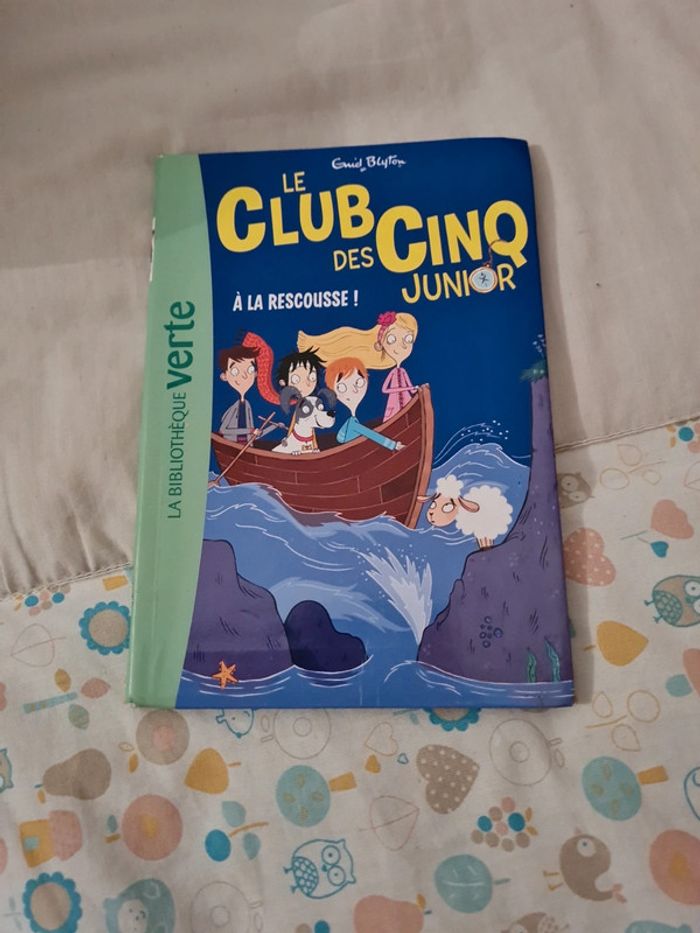 Enid Blyton
LE
CLUB
DES CINQ
JUNIOR
À LA RESCOUSSE !
LA BIBLIOTHÈQUE verte